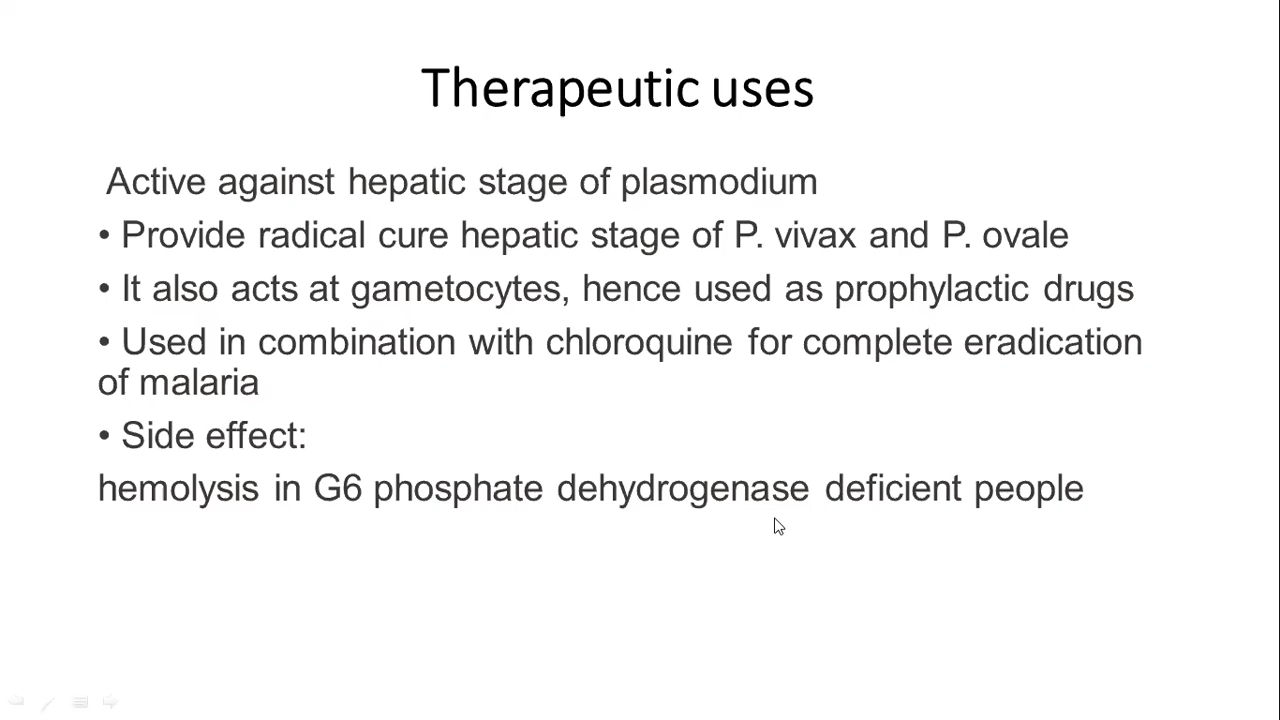 Therapeutic uses
Active against hepatic stage of plasmodium
• Provide radical cure hepatic stage of P. vivax and P. ovale
• It also acts at gametocytes, hence used as prophylactic drugs
• Used in combination with chloroquine for complete eradication
of malaria
• Side effect:
hemolysis in G6 phosphate dehydrogenase deficient people